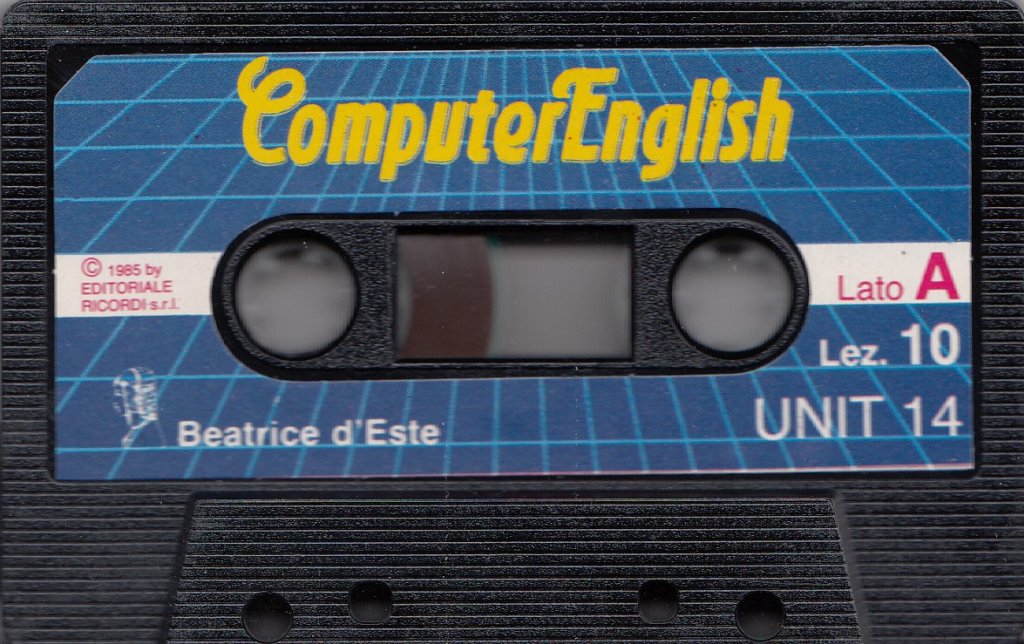 ComputerEnglish
© 1985 by
EDITORIALE
RICORDI s.r.l.
Lato A
Lez. 10
UNIT 14
Beatrice d'Este